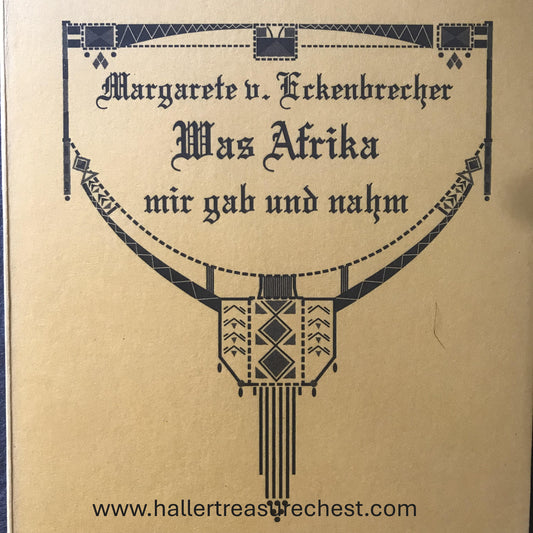 Margarete v. Eckenbrecher
Was Afrika
mir gab und nahm
www.hallertreasurechest.com